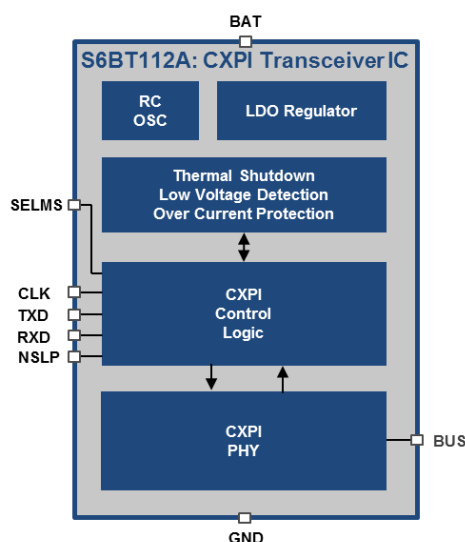 BAT
S6BT112A: CXPI Transceiver IC
RC
OSC
LDO Regulator
Thermal Shutdown
Low Voltage Detection
Over Current Protection
SELMS
CLK
TXD
RXD
NSLP
CXPI
Control
Logic
CXPI
PHY
BUS
GND